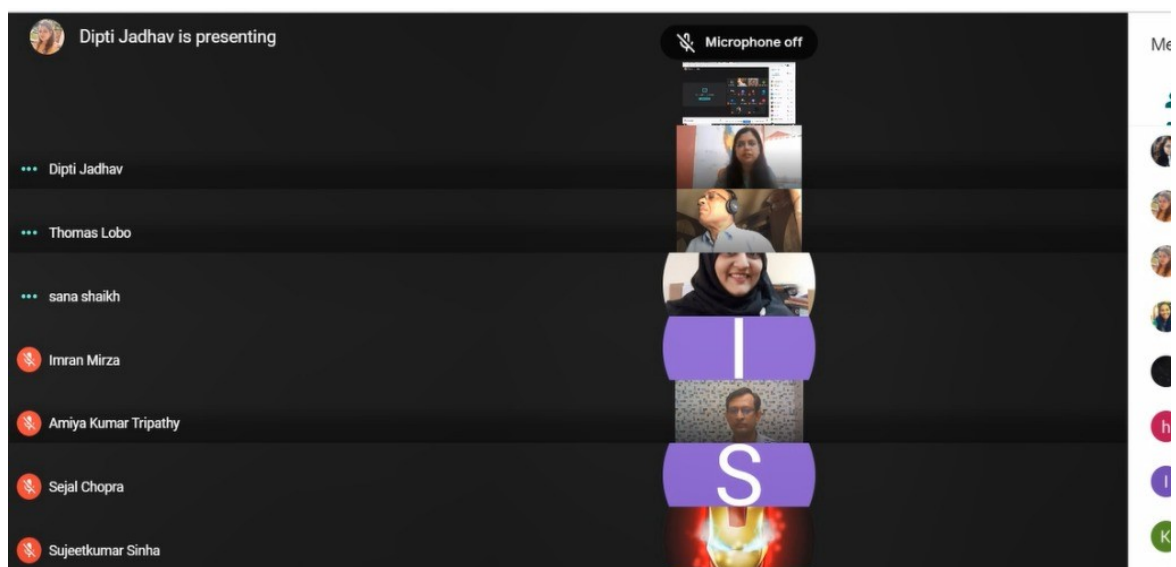 Dipti Jadhav is presenting
Microphone off
Me
Dipti Jadhav
Thomas Lobo
sana shaikh
I
Imran Mirza
Amiya Kumar Tripathy
S
Sejal Chopra
Sujeetkumar Sinha
h
I
K